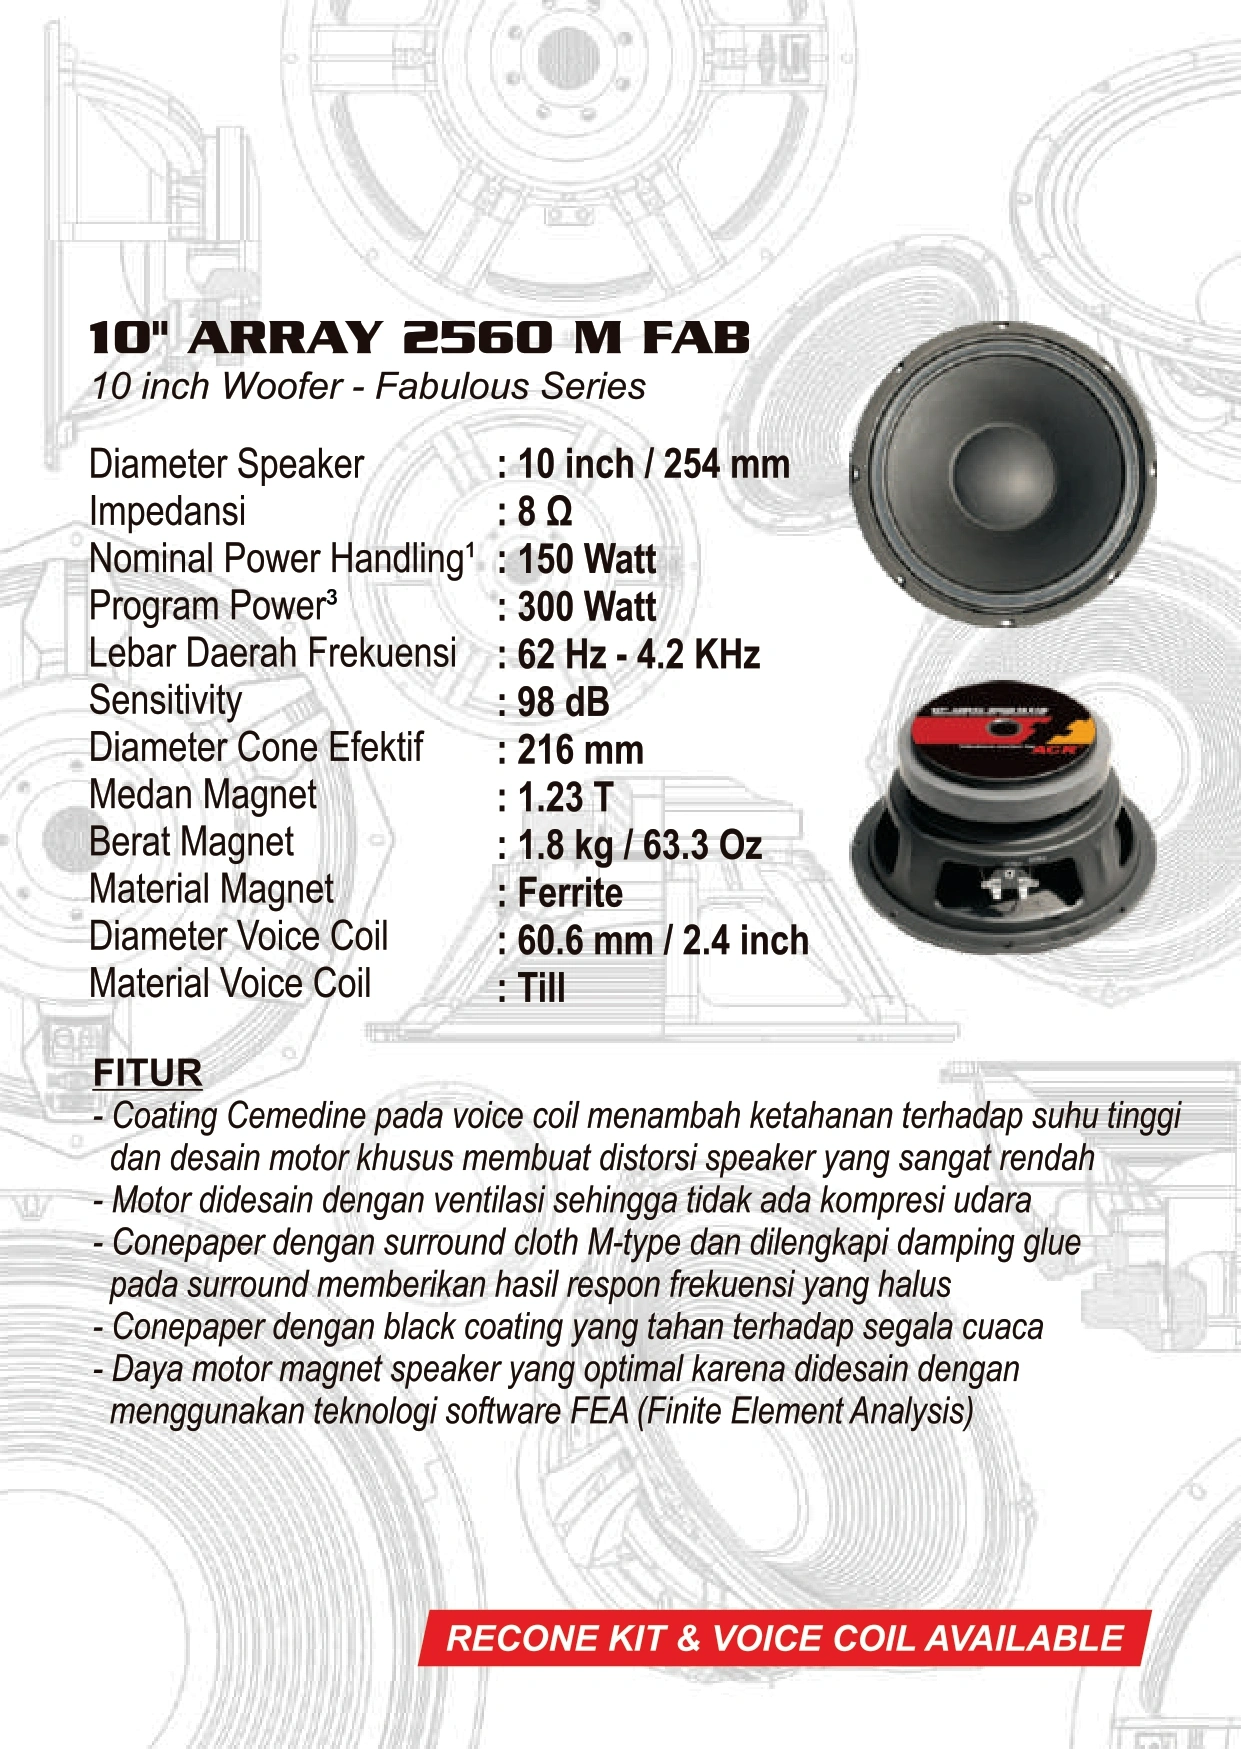 10" ARRAY 2560 M FAB
10 inch Woofer - Fabulous Series
Diameter Speaker : 10 inch / 254 mm
Impedansi : 8 Ω
Nominal Power Handling¹ : 150 Watt
Program Power³ : 300 Watt
Lebar Daerah Frekuensi : 62 Hz - 4.2 KHz
Sensitivity : 98 dB
Diameter Cone Efektif : 216 mm
Medan Magnet : 1.23 T
Berat Magnet : 1.8 kg / 63.3 Oz
Material Magnet : Ferrite
Diameter Voice Coil : 60.6 mm / 2.4 inch
Material Voice Coil : Till
ACR
FITUR
- Coating Cemedine pada voice coil menambah ketahanan terhadap suhu tinggi
dan desain motor khusus membuat distorsi speaker yang sangat rendah
- Motor didesain dengan ventilasi sehingga tidak ada kompresi udara
- Conepaper dengan surround cloth M-type dan dilengkapi damping glue
pada surround memberikan hasil respon frekuensi yang halus
- Conepaper dengan black coating yang tahan terhadap segala cuaca
- Daya motor magnet speaker yang optimal karena didesain dengan
menggunakan teknologi software FEA (Finite Element Analysis)
RECONE KIT & VOICE COIL AVAILABLE